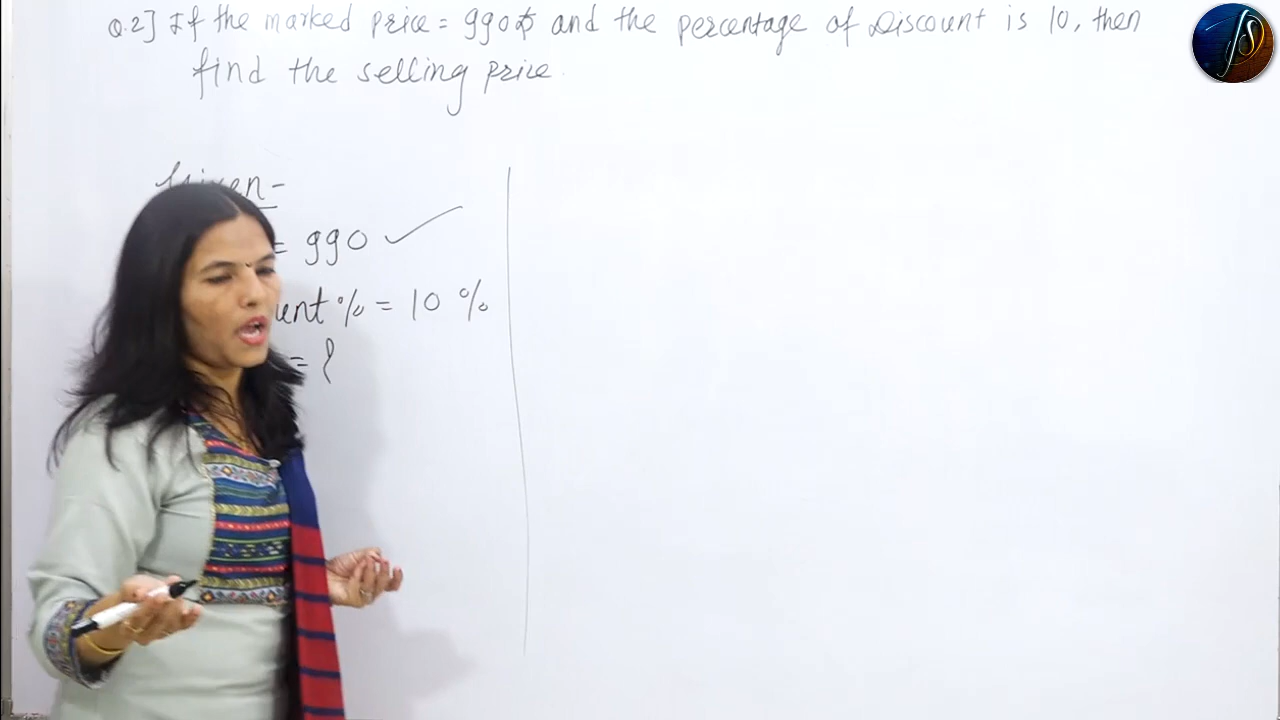 Q.2] If the marked price = 990₹ and the percentage of Discount is 10, then
find the selling price.
Given-
= 990 ✓
% = 10 %
= ?